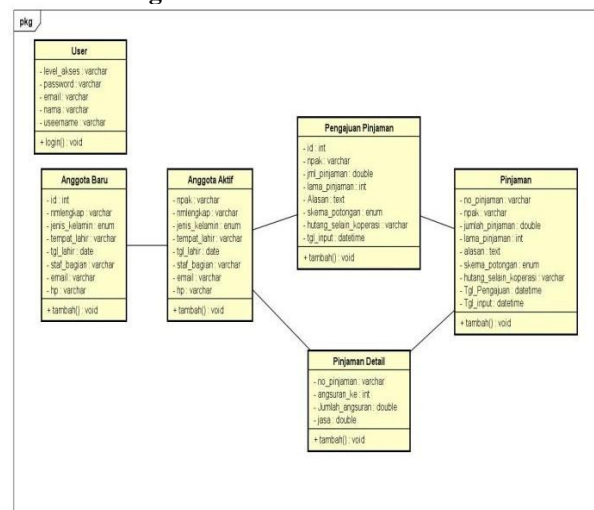 pkg
User
- level_akses : varchar
- password : varchar
- email : varchar
- nama : varchar
- useername : varchar
+ login() : void
Anggota Baru
- id : int
- nmlengkap : varchar
- jenis_kelamin : enum
- tempat_lahir : varchar
- tgl_lahir : date
- staf_bagian : varchar
- email : varchar
- hp : varchar
+ tambah() : void
Anggota Aktif
- npak : varchar
- nmlengkap : varchar
- jenis_kelamin : enum
- tempat_lahir : varchar
- tgl_lahir : date
- staf_bagian : varchar
- email : varchar
- hp : varchar
+ tambah() : void
Pengajuan Pinjaman
- id : int
- npak : varchar
- jml_pinjaman : double
- lama_pinjaman : int
- Alasan : text
- skema_potongan : enum
- hutang_selain_koperasi : varchar
- tgl_input : datetime
+ tambah() : void
Pinjaman
- no_pinjaman : varchar
- npak : varchar
- jumlah_pinjaman : double
- lama_pinjaman : int
- alasan : text
- skema_potongan : enum
- hutang_selain_koperasi : varchar
- Tgl_Pengajuan : datetime
- Tgl_input : datetime
+ tambah() : void
Pinjaman Detail
- no_pinjaman : varchar
- angsuran_ke : int
- Jumlah_angsuran : double
- jasa : double
+ tambah() : void